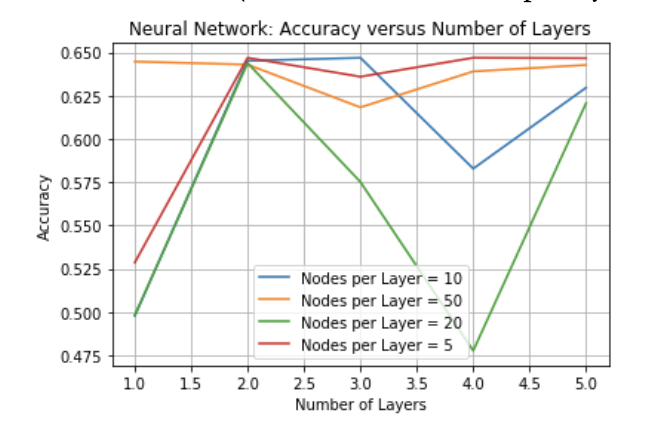 Neural Network: Accuracy versus Number of Layers
0.650
0.625
0.600
0.575
0.550
0.525
0.500
0.475
Accuracy
Nodes per Layer = 10
Nodes per Layer = 50
Nodes per Layer = 20
Nodes per Layer = 5
1.0 1.5 2.0 2.5 3.0 3.5 4.0 4.5 5.0
Number of Layers